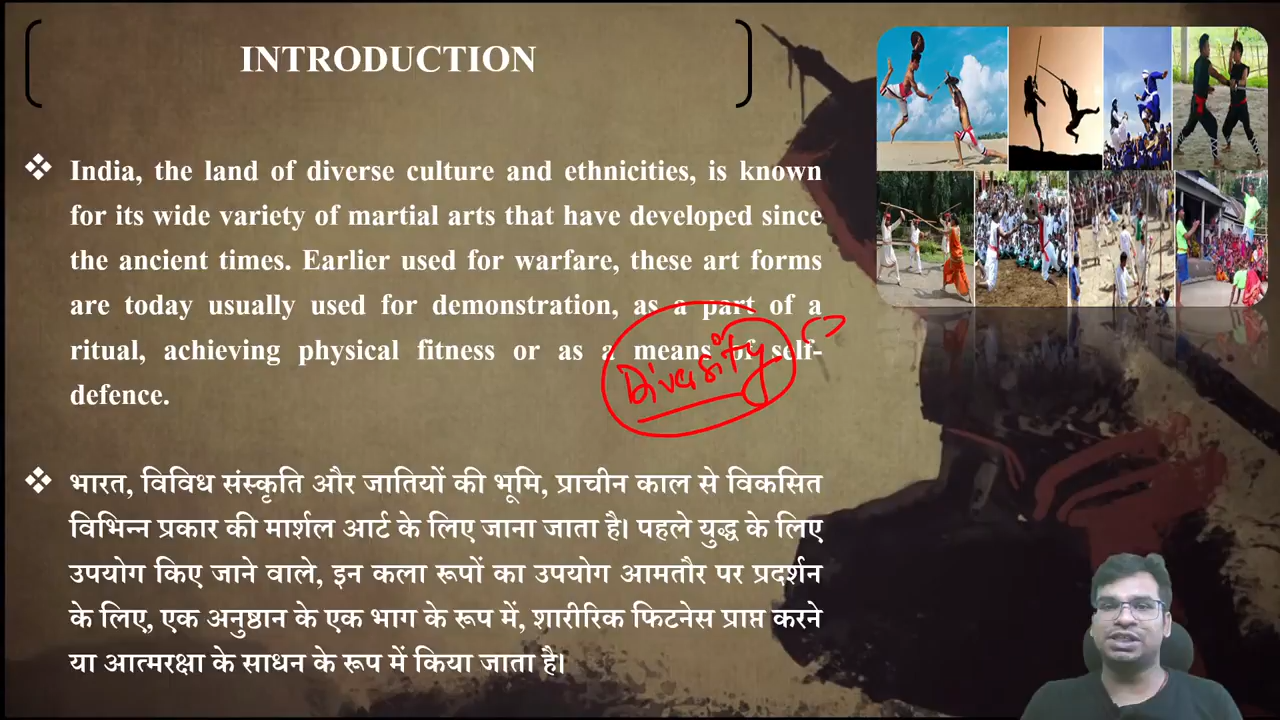 INTRODUCTION
India, the land of diverse culture and ethnicities, is known
for its wide variety of martial arts that have developed since
the ancient times. Earlier used for warfare, these art forms
are today usually used for demonstration, as a part of a
ritual, achieving physical fitness or as a means of self-
defence.
Diversity
भारत, विविध संस्कृति और जातियों की भूमि, प्राचीन काल से विकसित
विभिन्न प्रकार की मार्शल आर्ट के लिए जाना जाता है। पहले युद्ध के लिए
उपयोग किए जाने वाले, इन कला रूपों का उपयोग आमतौर पर प्रदर्शन
के लिए, एक अनुष्ठान के एक भाग के रूप में, शारीरिक फिटनेस प्राप्त करने
या आत्मरक्षा के साधन के रूप में किया जाता है।